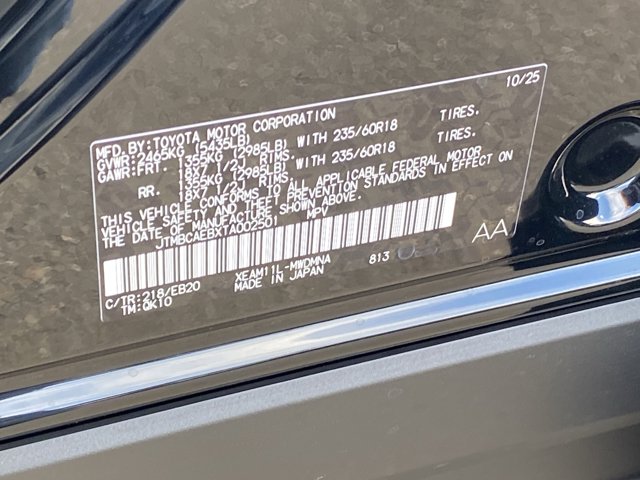 10/25
MFD.BY:TOYOTA MOTOR CORPORATION
GVWR:2465KG (5435LB)
GAWR:FRT. 1355KG (2985LB) WITH 235/60R18 TIRES.
18X7 1/2J RIMS.
RR. 1355KG (2985LB) WITH 235/60R18 TIRES.
18X7 1/2J RIMS.
THIS VEHICLE CONFORMS TO ALL APPLICABLE FEDERAL MOTOR
VEHICLE SAFETY AND THEFT PREVENTION STANDARDS IN EFFECT ON
THE DATE OF MANUFACTURE SHOWN ABOVE.
JTMBCAEBXTA002501 MPV
AA
C/TR:218/EB20 XEAM11L-MWDMNA 813
TM:QK10 MADE IN JAPAN